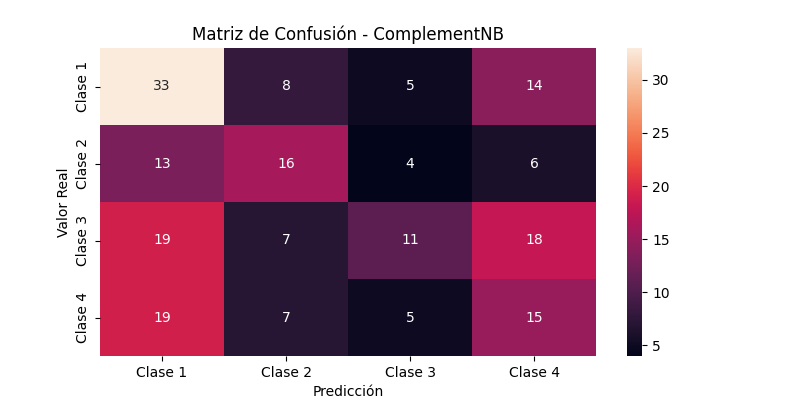 Matriz de Confusión - ComplementNB
Clase 1
33 8 5 14
Clase 2
13 16 4 6
Clase 3
19 7 11 18
Clase 4
19 7 5 15
Valor Real
Clase 1 Clase 2 Clase 3 Clase 4
Predicción
30
25
20
15
10
5